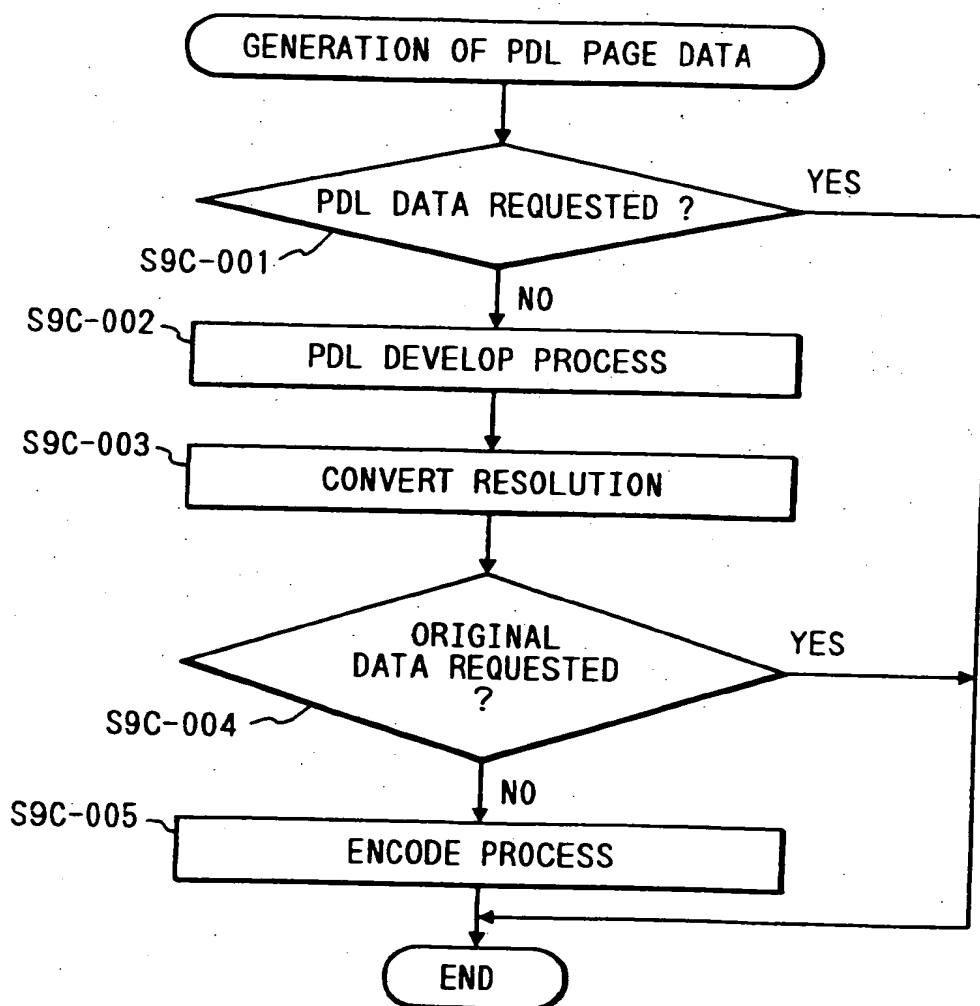 GENERATION OF PDL PAGE DATA
PDL DATA REQUESTED ?
YES
S9C-001
NO
S9C-002
PDL DEVELOP PROCESS
S9C-003
CONVERT RESOLUTION
ORIGINAL
DATA REQUESTED
?
YES
S9C-004
NO
S9C-005
ENCODE PROCESS
END